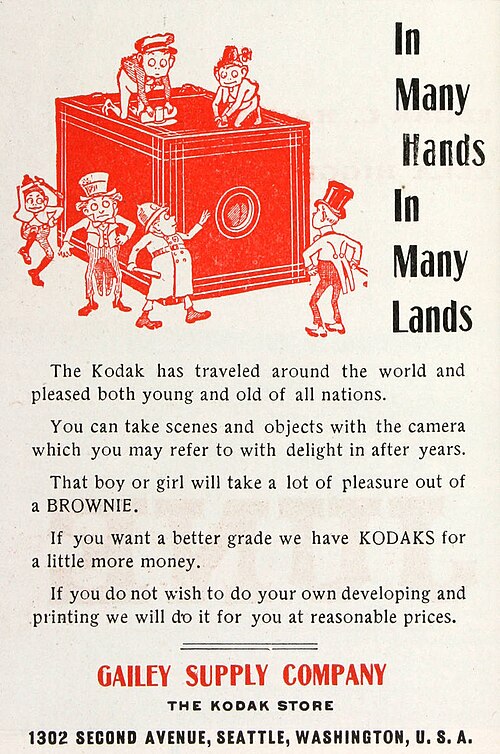 In
Many
Hands
In
Many
Lands
The Kodak has traveled around the world and
pleased both young and old of all nations.
You can take scenes and objects with the camera
which you may refer to with delight in after years.
That boy or girl will take a lot of pleasure out of
a BROWNIE.
If you want a better grade we have KODAKS for
a little more money.
If you do not wish to do your own developing and
printing we will do it for you at reasonable prices.
GAILEY SUPPLY COMPANY
THE KODAK STORE
1302 SECOND AVENUE, SEATTLE, WASHINGTON, U. S. A.